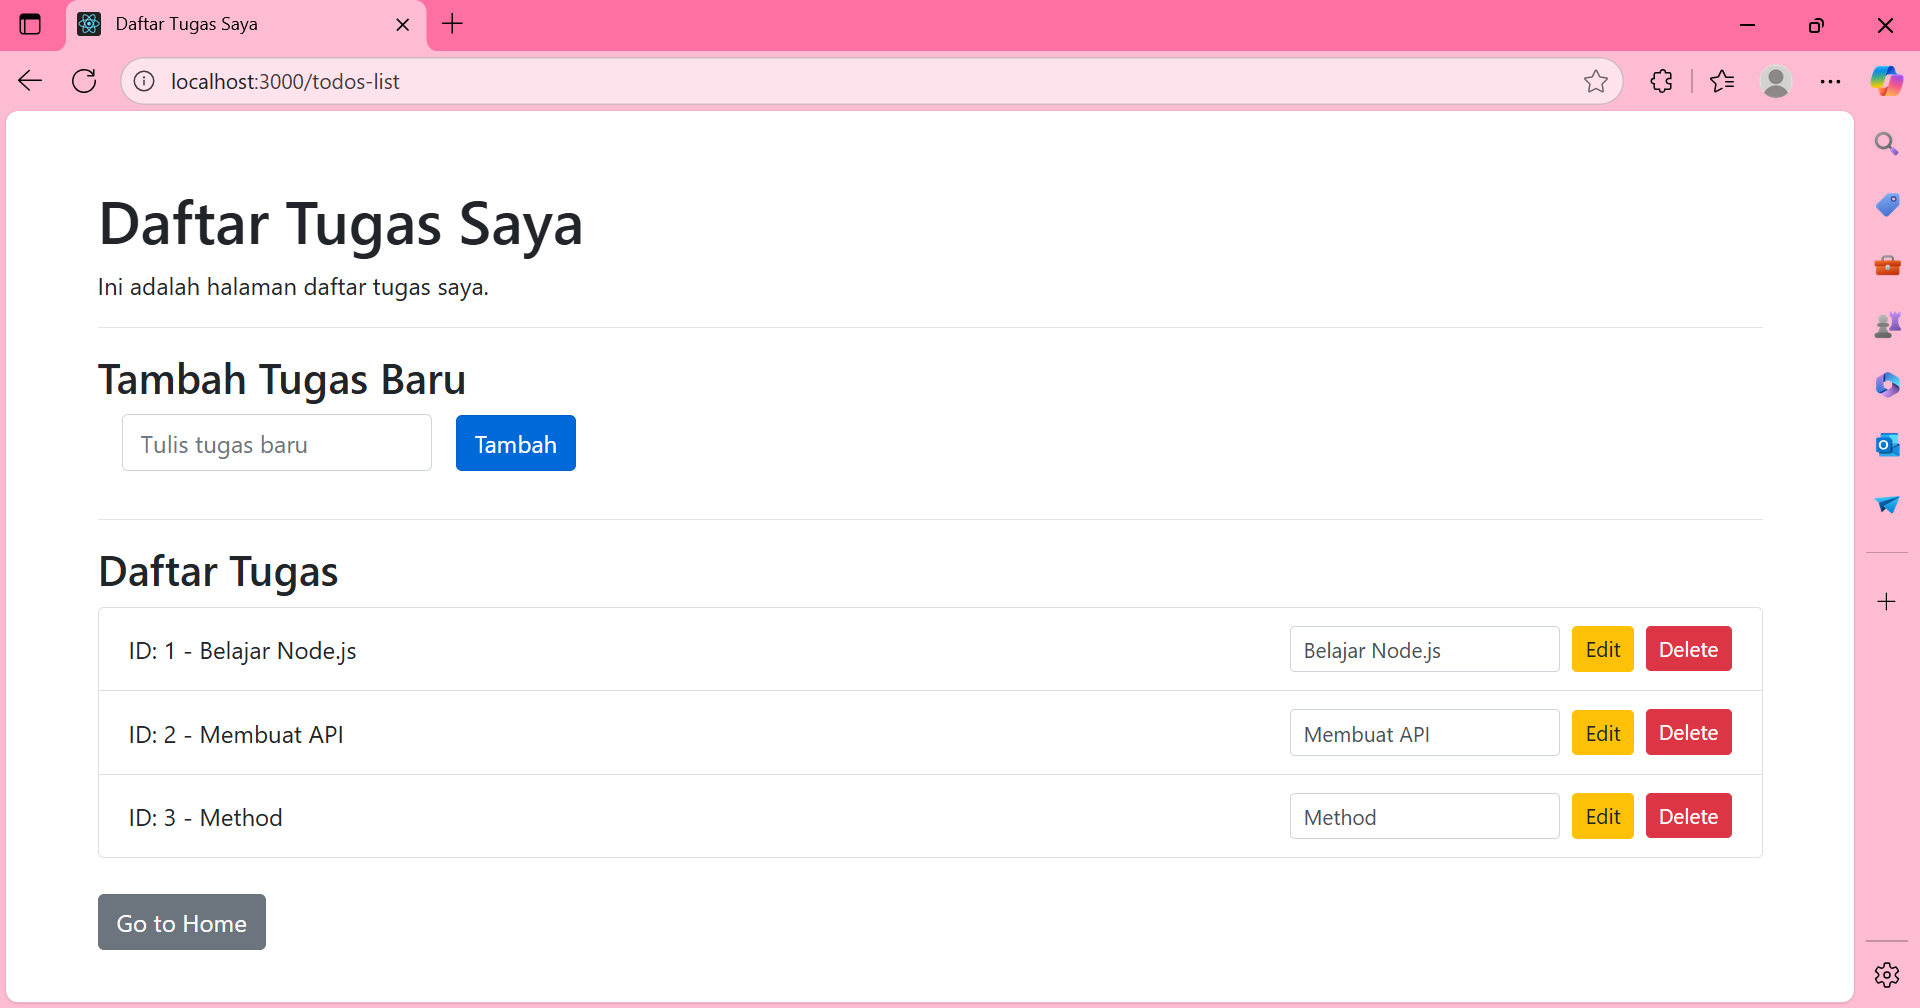 Daftar Tugas Saya
localhost:3000/todos-list
Daftar Tugas Saya
Ini adalah halaman daftar tugas saya.
Tambah Tugas Baru
Tulis tugas baru Tambah
Daftar Tugas
ID: 1 - Belajar Node.js Belajar Node.js Edit Delete
ID: 2 - Membuat API Membuat API Edit Delete
ID: 3 - Method Method Edit Delete
Go to Home